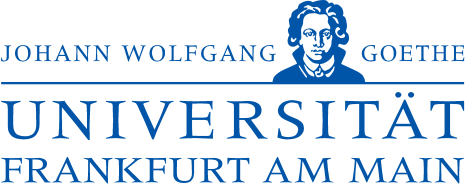 JOHANN WOLFGANG GOETHE
UNIVERSITÄT
FRANKFURT AM MAIN